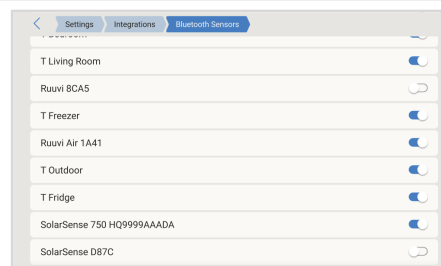 Settings
Integrations
Bluetooth Sensors
T Bedroom
T Living Room
Ruuvi 8CA5
T Freezer
Ruuvi Air 1A41
T Outdoor
T Fridge
SolarSense 750 HQ9999AAADA
SolarSense D87C